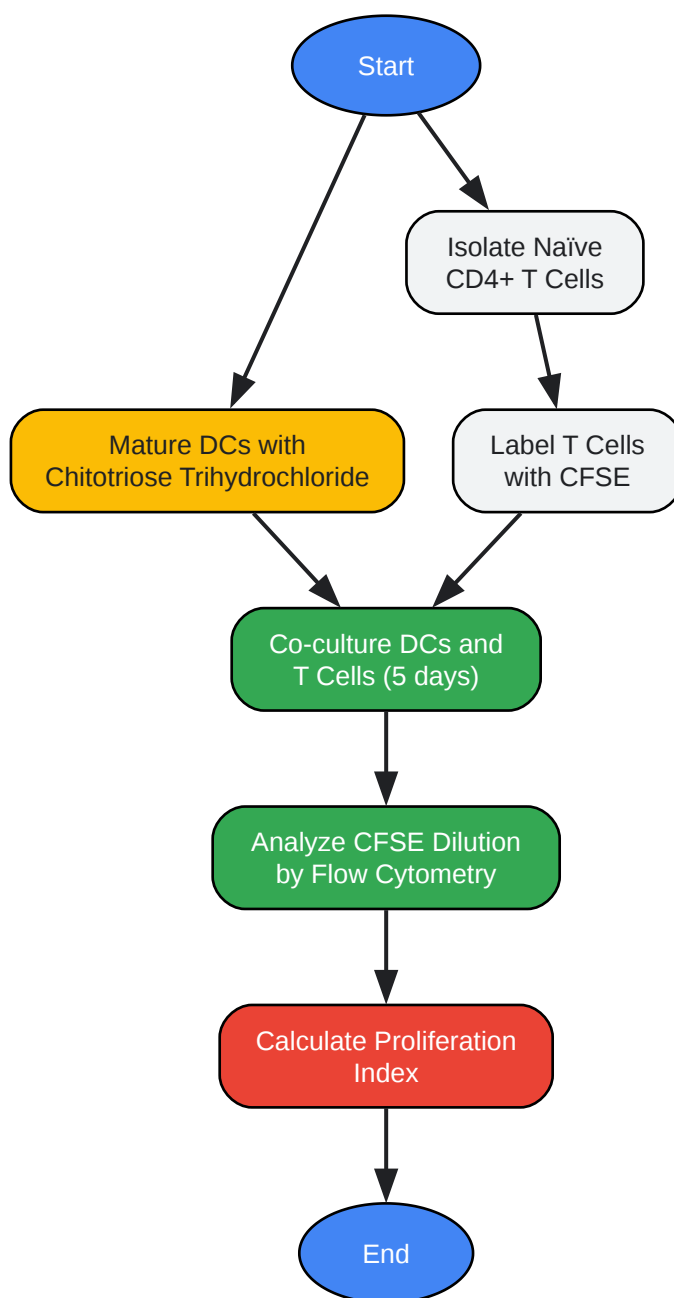 Start
Isolate Naïve
CD4+ T Cells
Mature DCs with
Chitotriose Trihydrochloride
Label T Cells
with CFSE
Co-culture DCs and
T Cells (5 days)
Analyze CFSE Dilution
by Flow Cytometry
Calculate Proliferation
Index
End